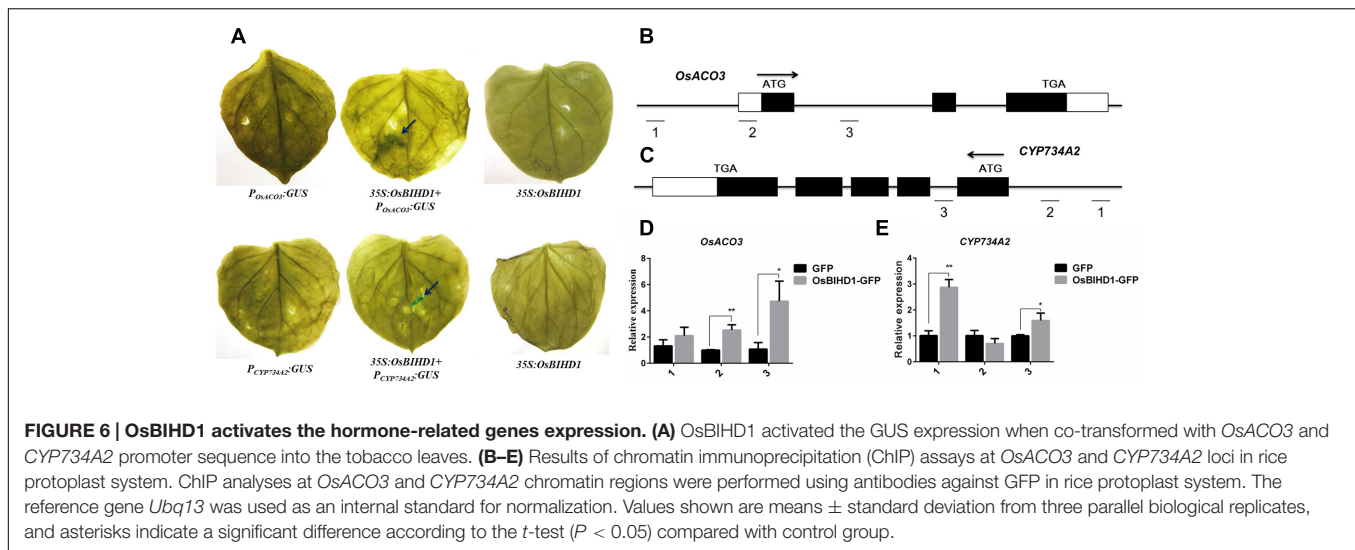 A
P_OsACO3:GUS
35S:OsBIHD1+
P_OsACO3:GUS
35S:OsBIHD1
P_CYP734A2:GUS
35S:OsBIHD1+
P_CYP734A2:GUS
35S:OsBIHD1
B
OsACO3
ATG
TGA
1
2
3
C
CYP734A2
TGA
ATG
3
2
1
D
OsACO3
Relative expression
8
6
4
2
0
GFP
OsBIHD1-GFP
**
*
1
2
3
E
CYP734A2
Relative expression
4
3
2
1
0
GFP
OsBIHD1-GFP
**
*
1
2
3
FIGURE 6 | OsBIHD1 activates the hormone-related genes expression. (A) OsBIHD1 activated the GUS expression when co-transformed with OsACO3 and
CYP734A2 promoter sequence into the tobacco leaves. (B–E) Results of chromatin immunoprecipitation (ChIP) assays at OsACO3 and CYP734A2 loci in rice
protoplast system. ChIP analyses at OsACO3 and CYP734A2 chromatin regions were performed using antibodies against GFP in rice protoplast system. The
reference gene Ubq13 was used as an internal standard for normalization. Values shown are means ± standard deviation from three parallel biological replicates,
and asterisks indicate a significant difference according to the t-test (P < 0.05) compared with control group.